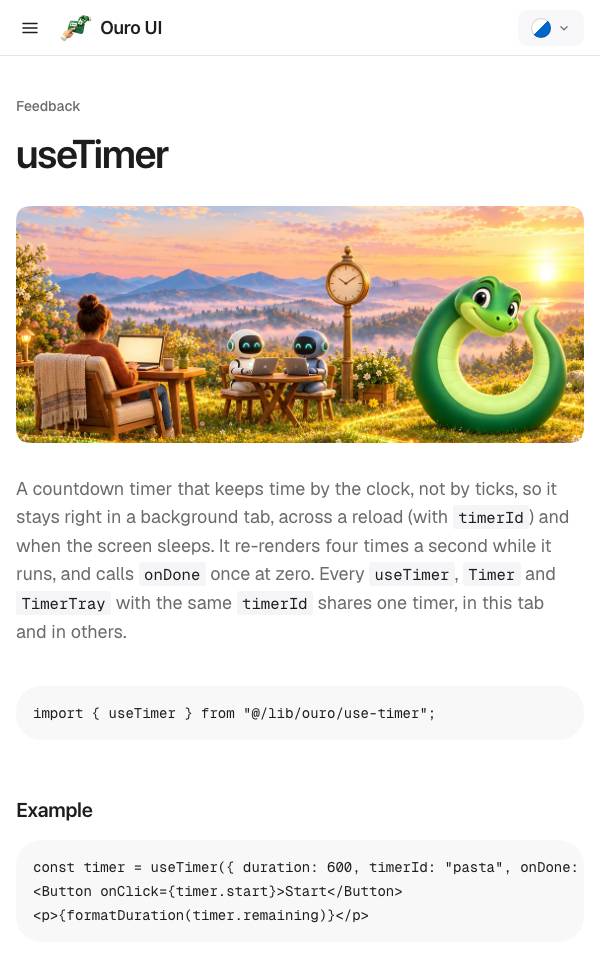 Ouro UI
Feedback
useTimer
A countdown timer that keeps time by the clock, not by ticks, so it
stays right in a background tab, across a reload (with timerId) and
when the screen sleeps. It re-renders four times a second while it
runs, and calls onDone once at zero. Every useTimer, Timer and
TimerTray with the same timerId shares one timer, in this tab
and in others.
import { useTimer } from "@/lib/ouro/use-timer";
Example
const timer = useTimer({ duration: 600, timerId: "pasta", onDone:
<Button onClick={timer.start}>Start</Button>
<p>{formatDuration(timer.remaining)}</p>